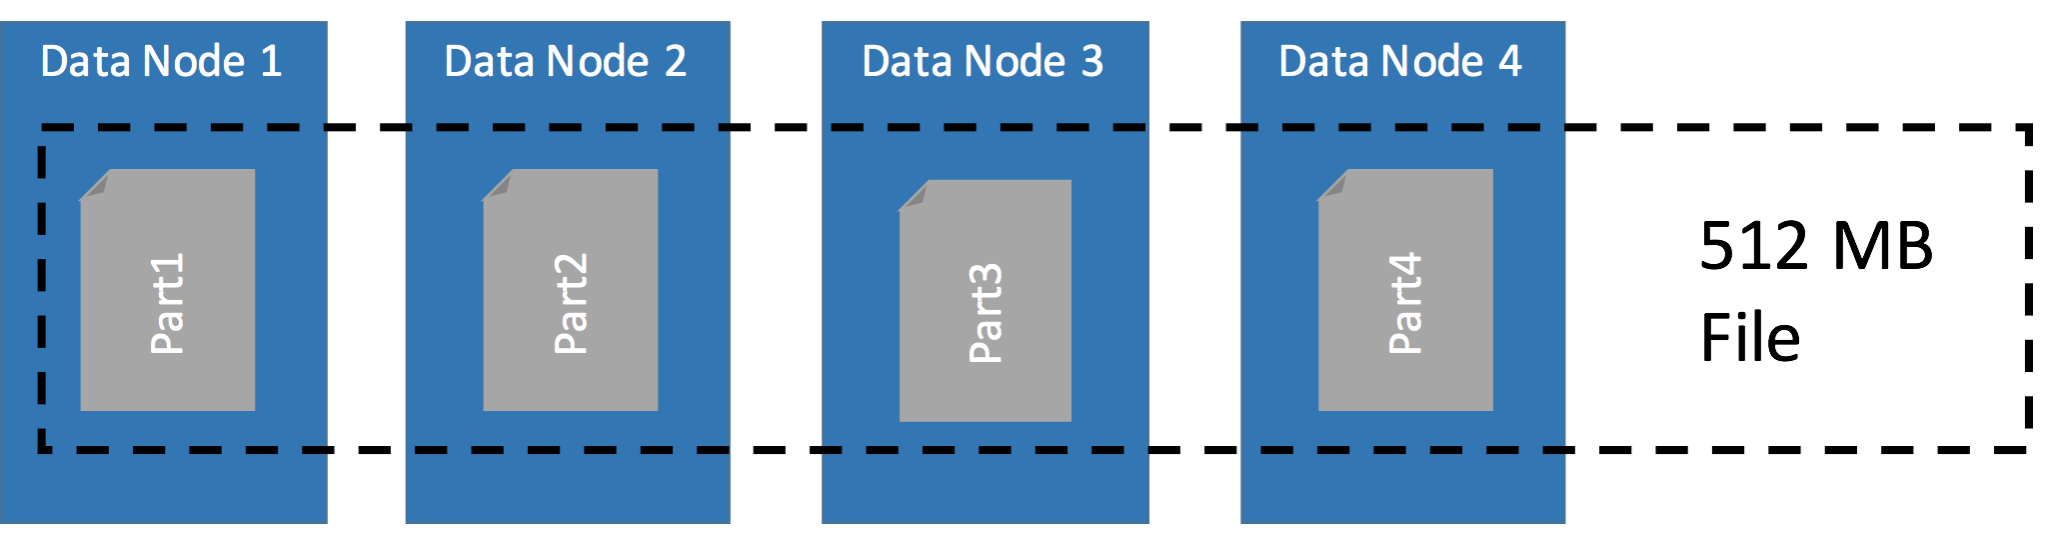 Data Node 1
Data Node 2
Data Node 3
Data Node 4
Part1
Part2
Part3
Part4
512 MB
File